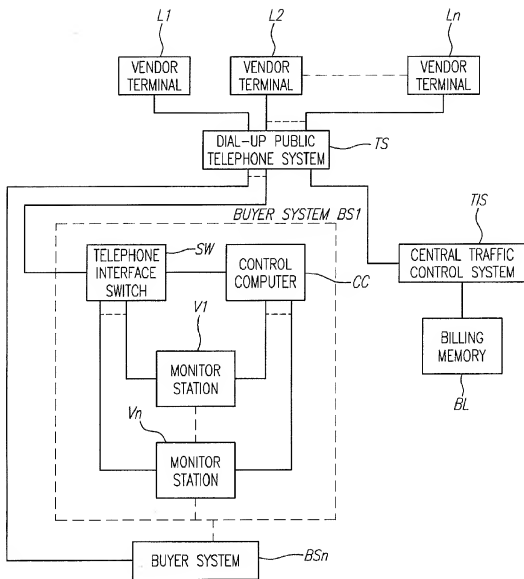 L1
L2
Ln
VENDOR
TERMINAL
VENDOR
TERMINAL
VENDOR
TERMINAL
DIAL-UP PUBLIC
TELEPHONE SYSTEM
TS
BUYER SYSTEM BS1
TIS
TELEPHONE
INTERFACE
SWITCH
SW
CONTROL
COMPUTER
CC
CENTRAL TRAFFIC
CONTROL SYSTEM
V1
BILLING
MEMORY
MONITOR
STATION
BL
Vn
MONITOR
STATION
BUYER SYSTEM
BSn